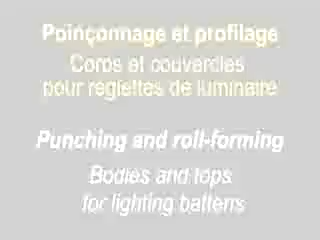 Poinçonnage et profilage
Corps et couvercles
pour reglettes de luminaire
Punching and roll-forming
Bodies and tops
for lighting battens